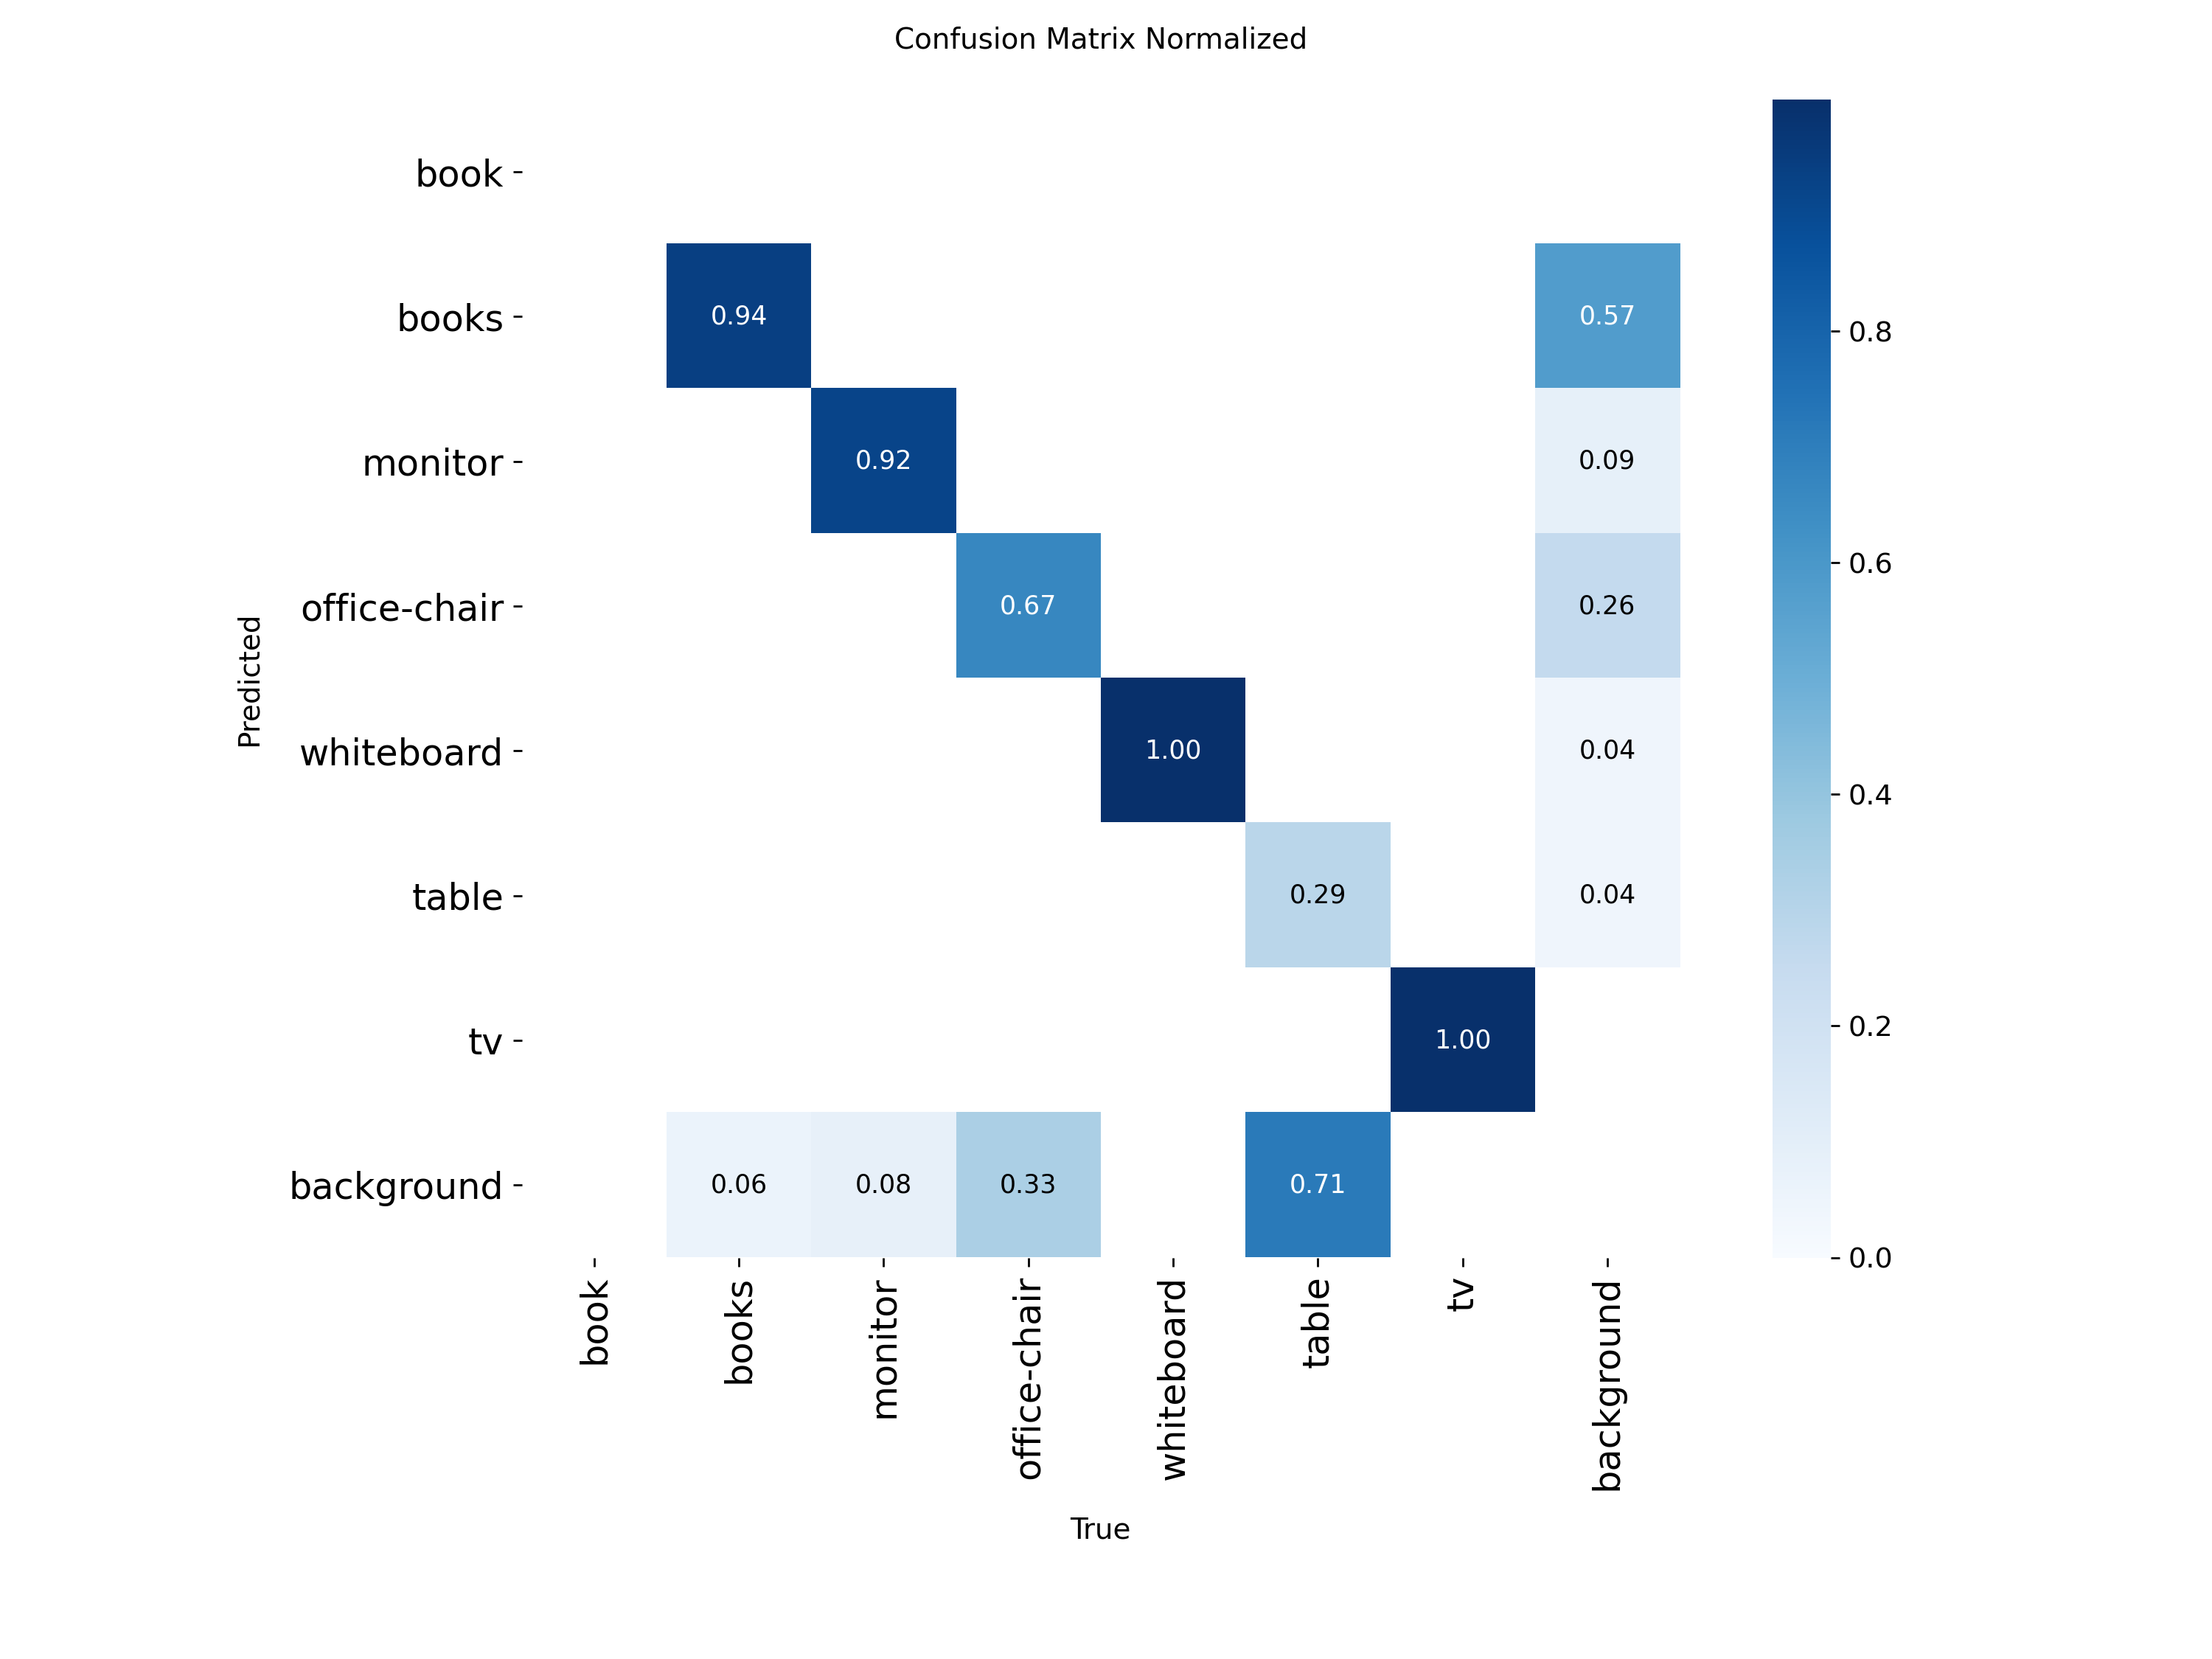 Confusion Matrix Normalized
book
books
0.94
0.57
0.8
monitor
0.92
0.09
office-chair
0.67
0.26
0.6
Predicted
whiteboard
1.00
0.04
0.4
table
0.29
0.04
tv
1.00
0.2
background
0.06
0.08
0.33
0.71
0.0
book
books
monitor
office-chair
whiteboard
table
tv
background
True